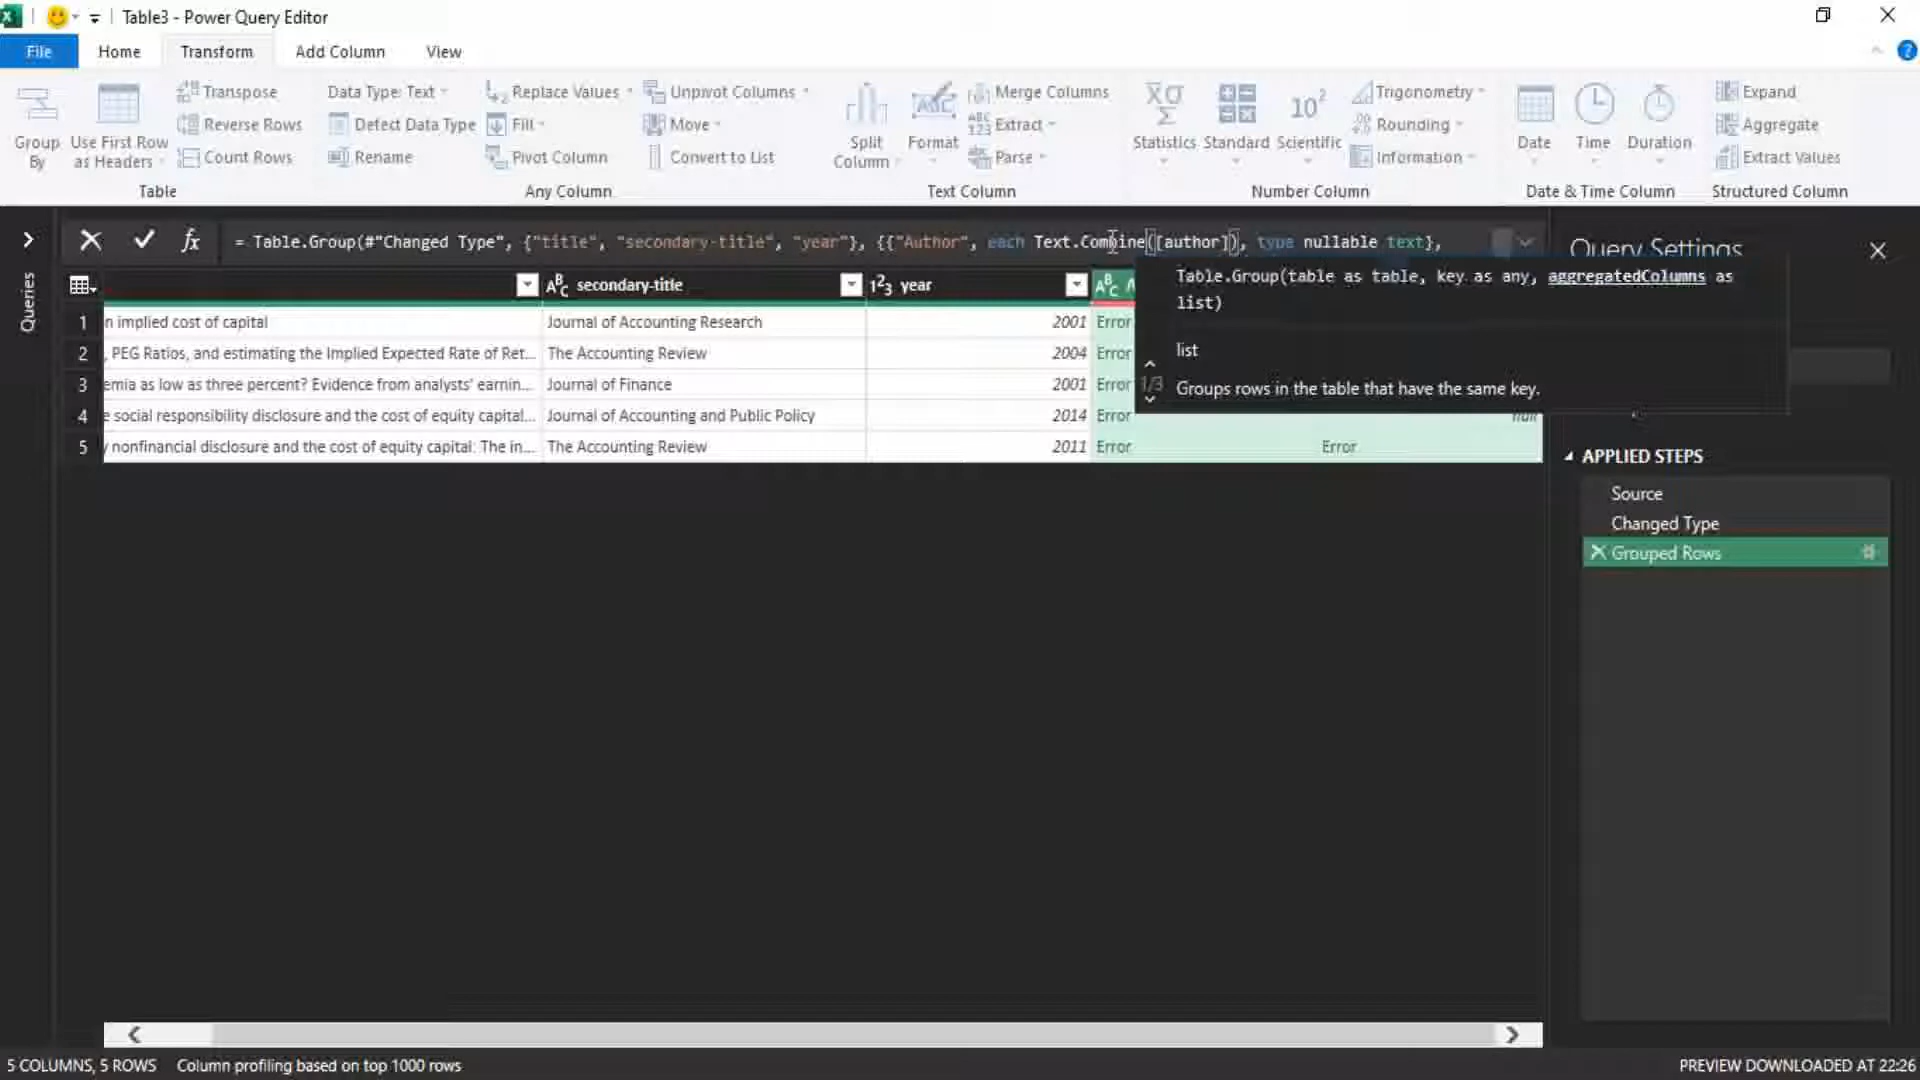 Table3 - Power Query Editor
File Home Transform Add Column View
Group By
Use First Row as Headers
Transpose
Reverse Rows
Count Rows
Table
Data Type: Text
Detect Data Type
Rename
Replace Values
Fill
Pivot Column
Unpivot Columns
Move
Convert to List
Any Column
Split Column
Format
Merge Columns
Extract
Parse
Text Column
Statistics
Standard
Scientific
Trigonometry
Rounding
Information
Number Column
Date
Time
Duration
Date & Time Column
Expand
Aggregate
Extract Values
Structured Column
Queries
= Table.Group(#"Changed Type", {"title", "secondary-title", "year"}, {{"Author", each Text.Combine([author]), type nullable text},
Table.Group(table as table, key as any, aggregatedColumns as
list)
list
1/3
Groups rows in the table that have the same key.
secondary-title year
1 n implied cost of capital Journal of Accounting Research 2001 Error
2 , PEG Ratios, and estimating the Implied Expected Rate of Ret... The Accounting Review 2004 Error
3 emia as low as three percent? Evidence from analysts' earnin... Journal of Finance 2001 Error
4 e social responsibility disclosure and the cost of equity capital... Journal of Accounting and Public Policy 2014 Error null
5 y nonfinancial disclosure and the cost of equity capital: The in... The Accounting Review 2011 Error Error
Query Settings
APPLIED STEPS
Source
Changed Type
Grouped Rows
5 COLUMNS, 5 ROWS Column profiling based on top 1000 rows
PREVIEW DOWNLOADED AT 22:26